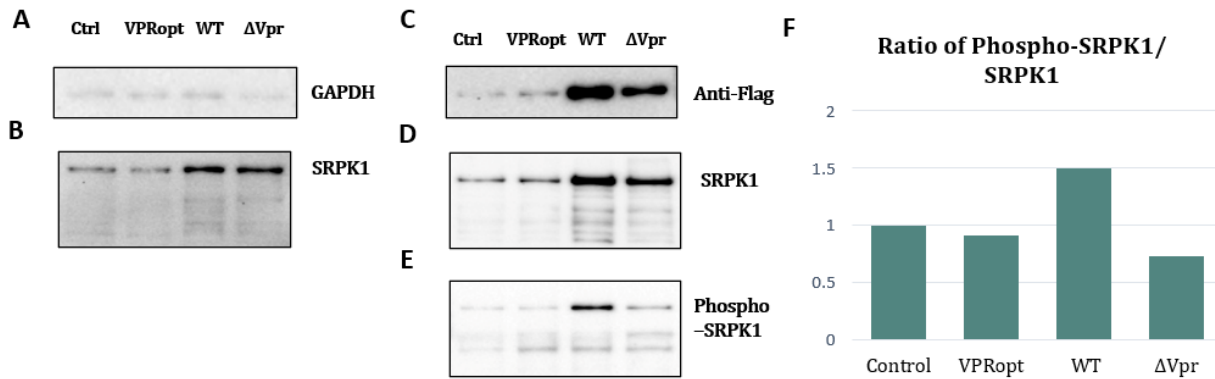 A
Ctrl VPRopt WT ΔVpr
GAPDH
B
SRPK1
C
Ctrl VPRopt WT ΔVpr
Anti-Flag
D
SRPK1
E
Phospho
–SRPK1
F
Ratio of Phospho-SRPK1/
SRPK1
2
1.5
1
0.5
0
Control VPRopt WT ΔVpr